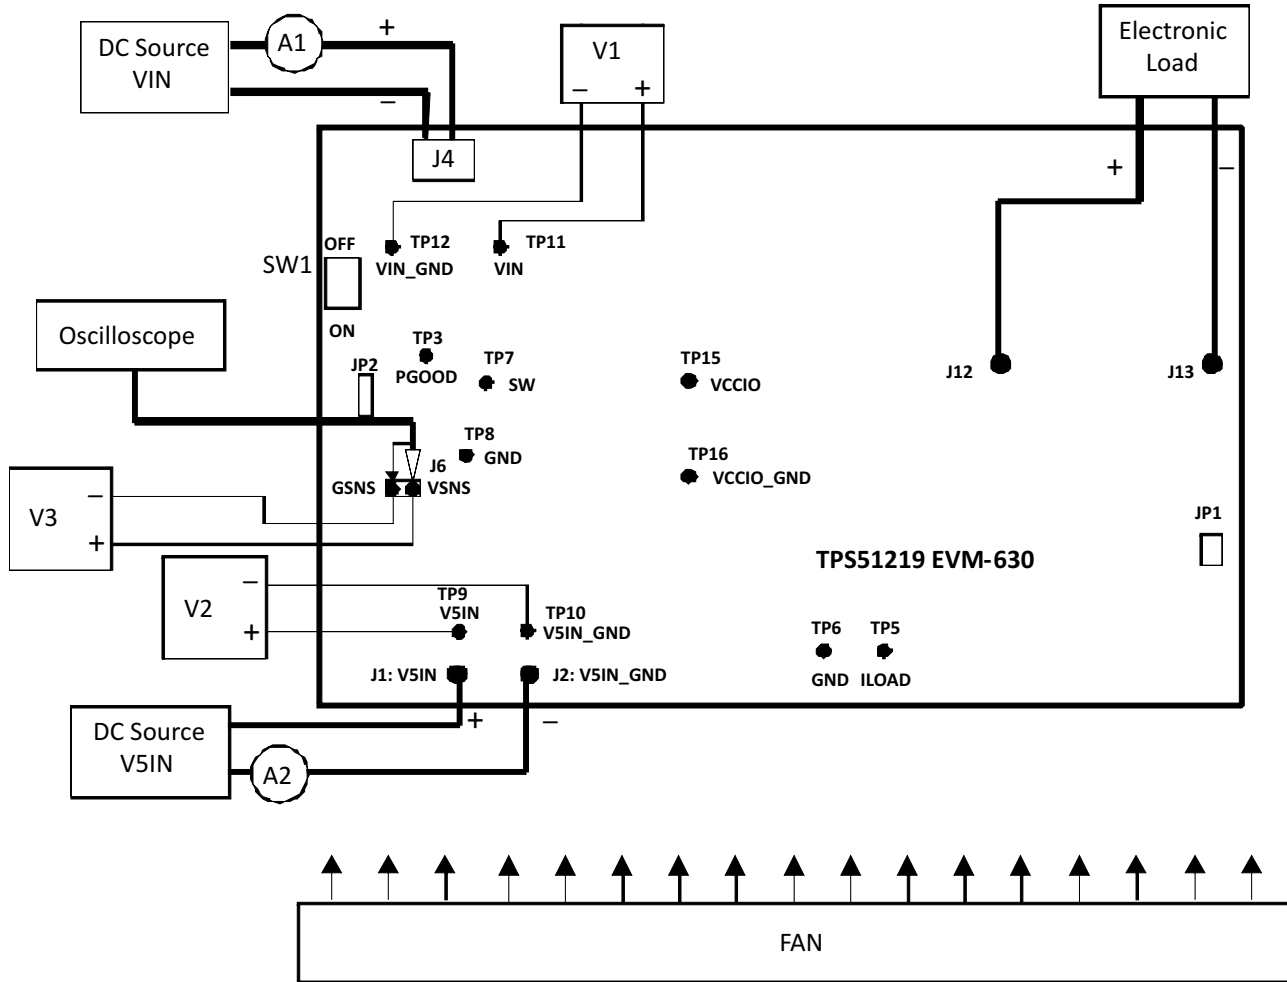 DC Source
VIN
A1
+
–
V1
– +
Electronic
Load
J4
+
–
OFF
SW1
ON
TP12
VIN_GND
TP11
VIN
Oscilloscope
TP3
PGOOD
JP2
TP7
SW
TP15
VCCIO
J12
J13
TP8
GND
J6
GSNS
VSNS
TP16
VCCIO_GND
V3
–
+
JP1
TPS51219 EVM-630
V2
–
+
TP9
V5IN
TP10
V5IN_GND
TP6
GND
TP5
ILOAD
J1: V5IN
J2: V5IN_GND
DC Source
V5IN
+
–
A2
FAN